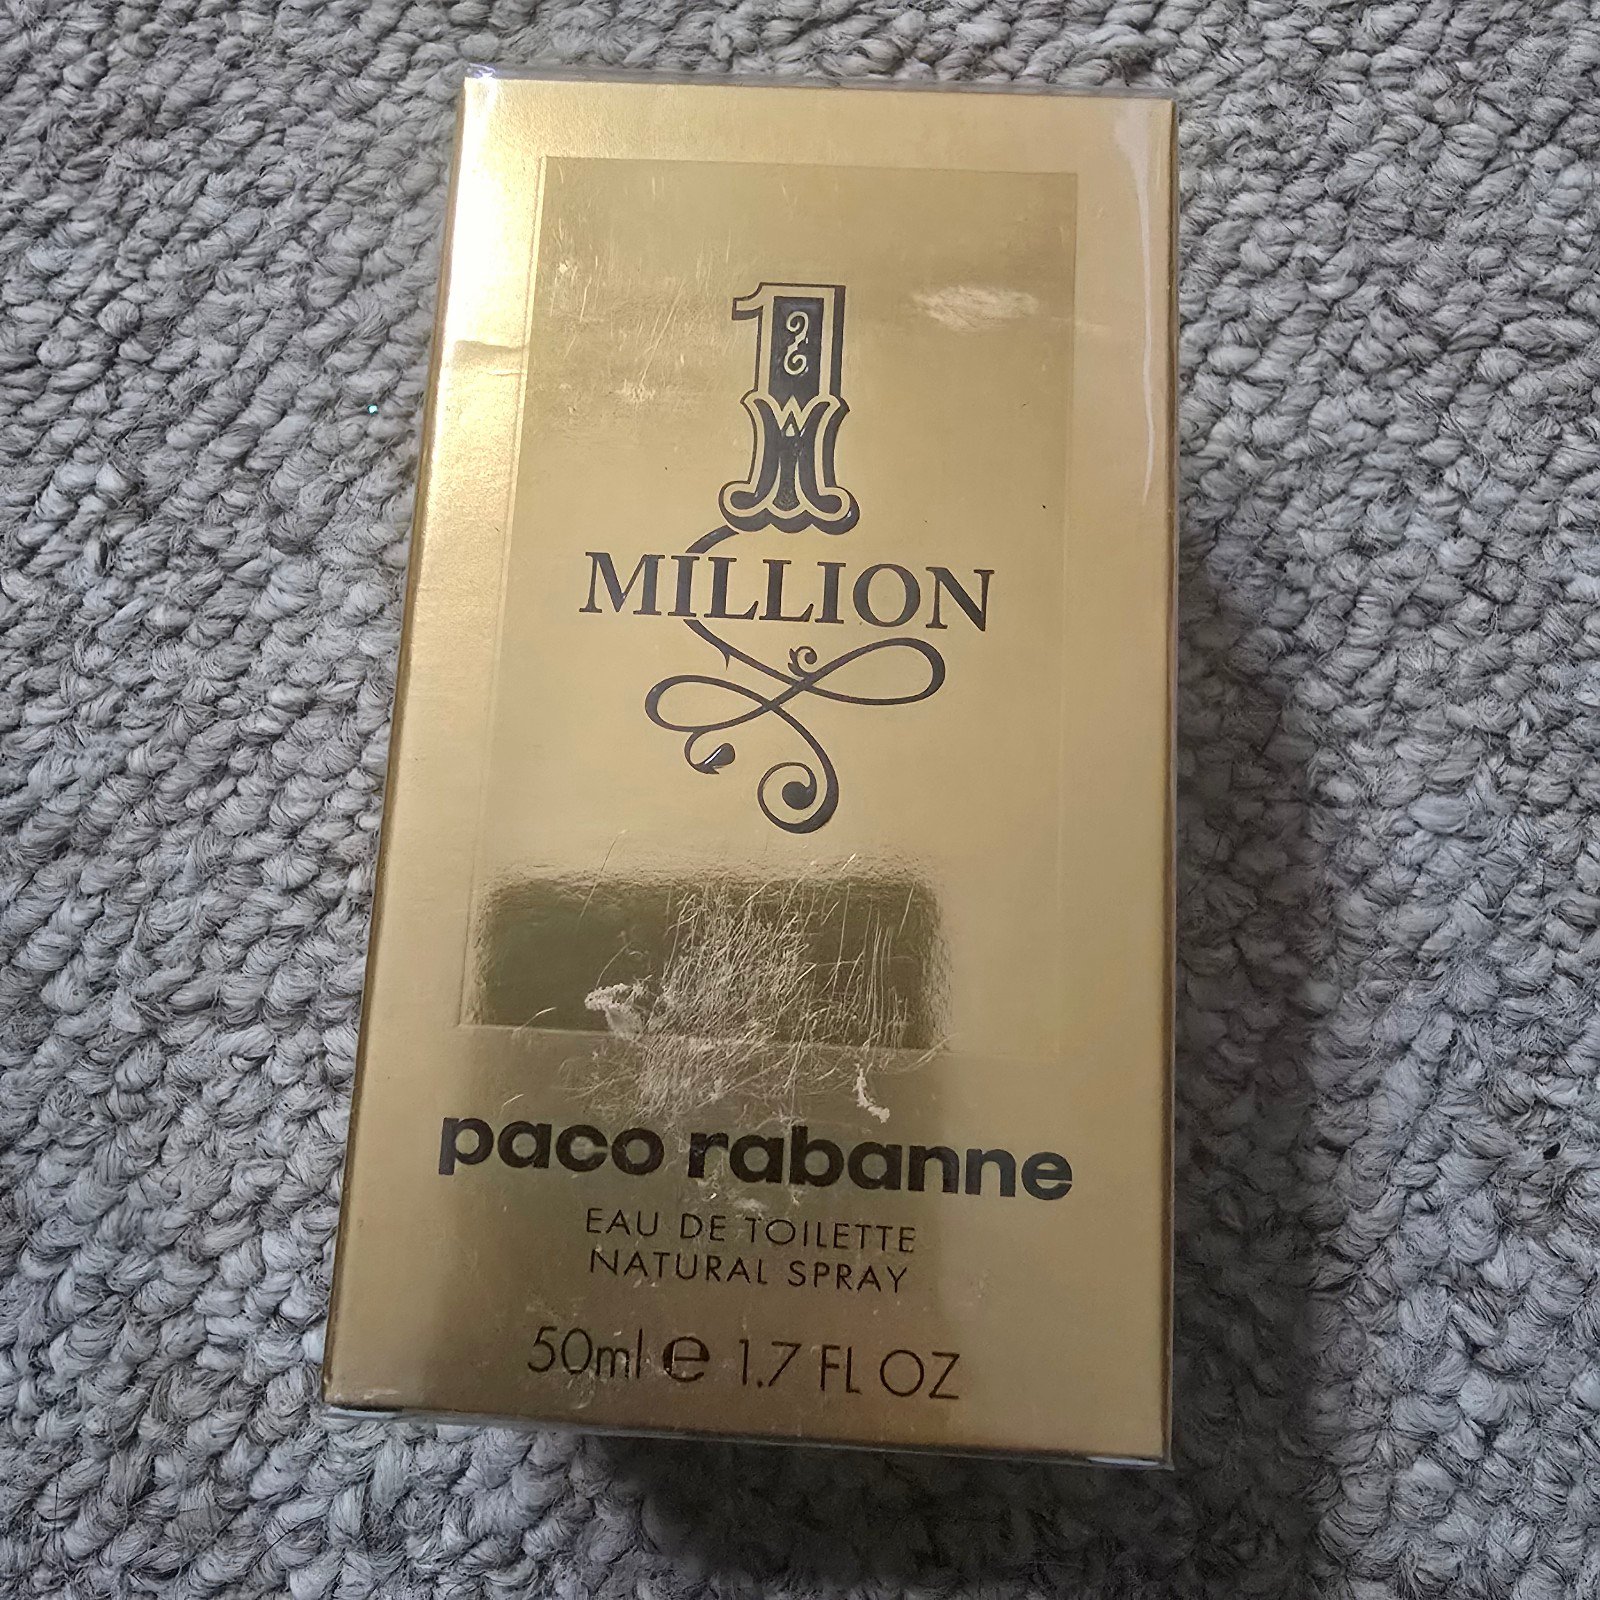 1
MILLION
paco rabanne
EAU DE TOILETTE
NATURAL SPRAY
50ml e 1.7 FL OZ